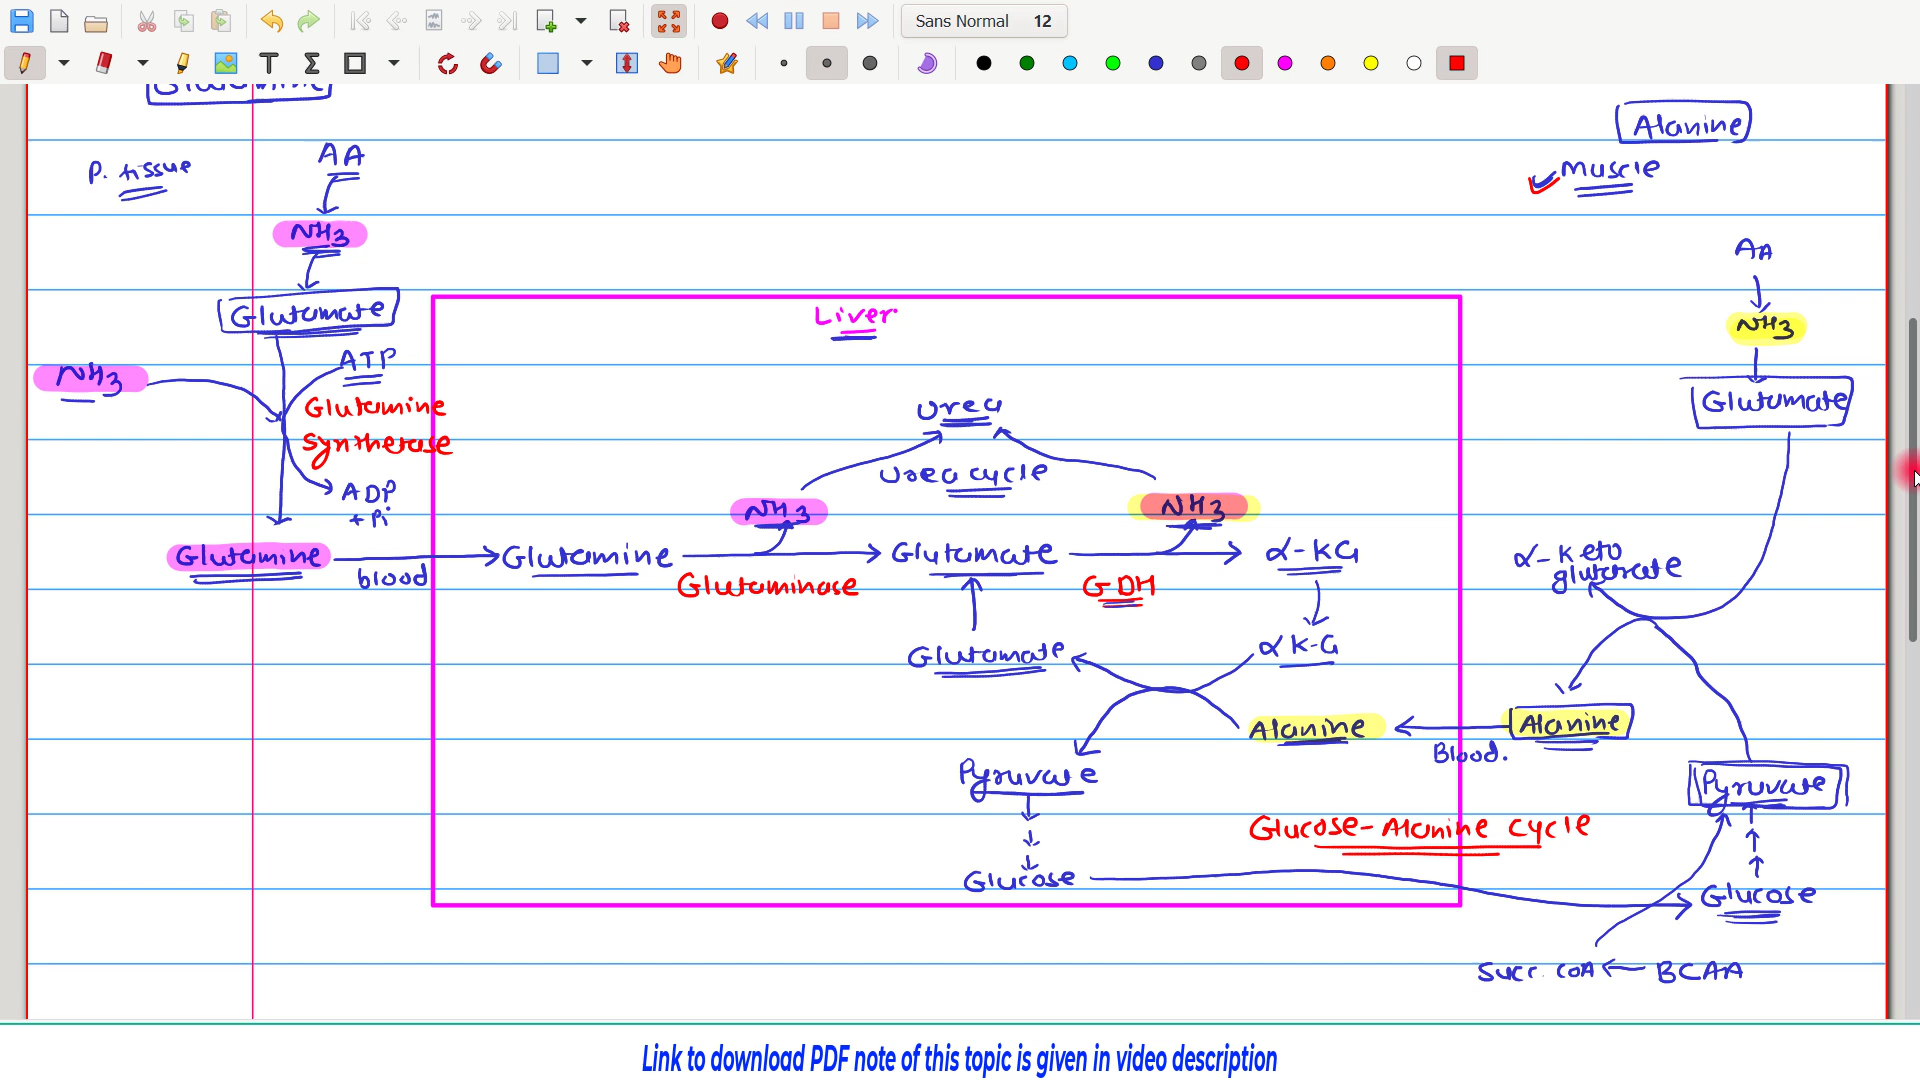 Sans Normal 12
Glutamine
Alanine
P. tissue
AA
Muscle
NH3
AA
Glutamate
Liver
NH3
ATP
NH3
Glutamine
Synthetase
Urea
Glutamate
Urea cycle
ADP
+ Pi
NH3
NH3
Glutamine
blood
Glutamine
Glutaminase
Glutamate
GDH
α-KG
α-Keto
glutarate
Glutamate
αK-G
Alanine
Blood.
Alanine
Pyruvate
Pyruvate
Glucose-Alanine cycle
Glucose
Glucose
Succ. CoA
BCAA
Link to download PDF note of this topic is given in video description